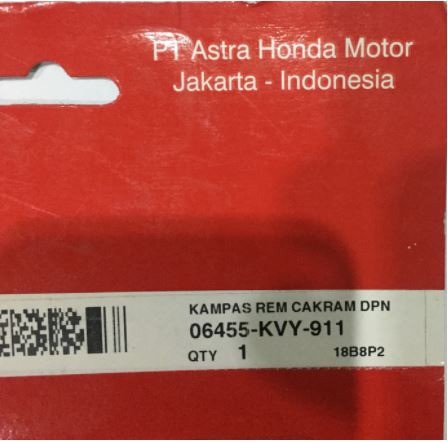 PT Astra Honda Motor
Jakarta - Indonesia
KAMPAS REM CAKRAM DPN
06455-KVY-911
QTY 1 18B8P2